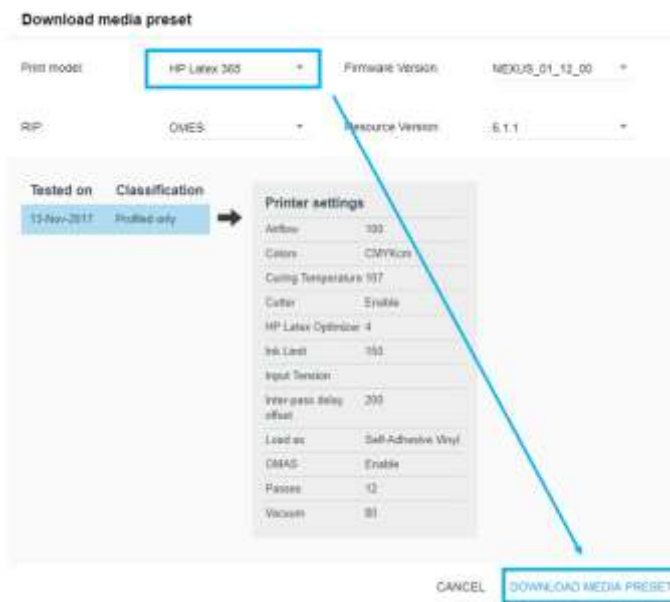 Download media preset
Print model: HP Latex 365 Firmware Version NEXUS_01_12_00
RIP OMES Resource Version 6.1.1
Tested on Classification
13-Nov-2017 Profiled only
Printer settings
Airflow 100
Colors CMYKcm
Curing Temperature 107
Cutter Enable
HP Latex Optimizer 4
Ink Limit 150
Input Tension
Inter-pass delay 200
offset
Load as Self-Adhesive Vinyl
OMAS Enable
Passes 12
Vacuum
CANCEL DOWNLOAD MEDIA PRESET